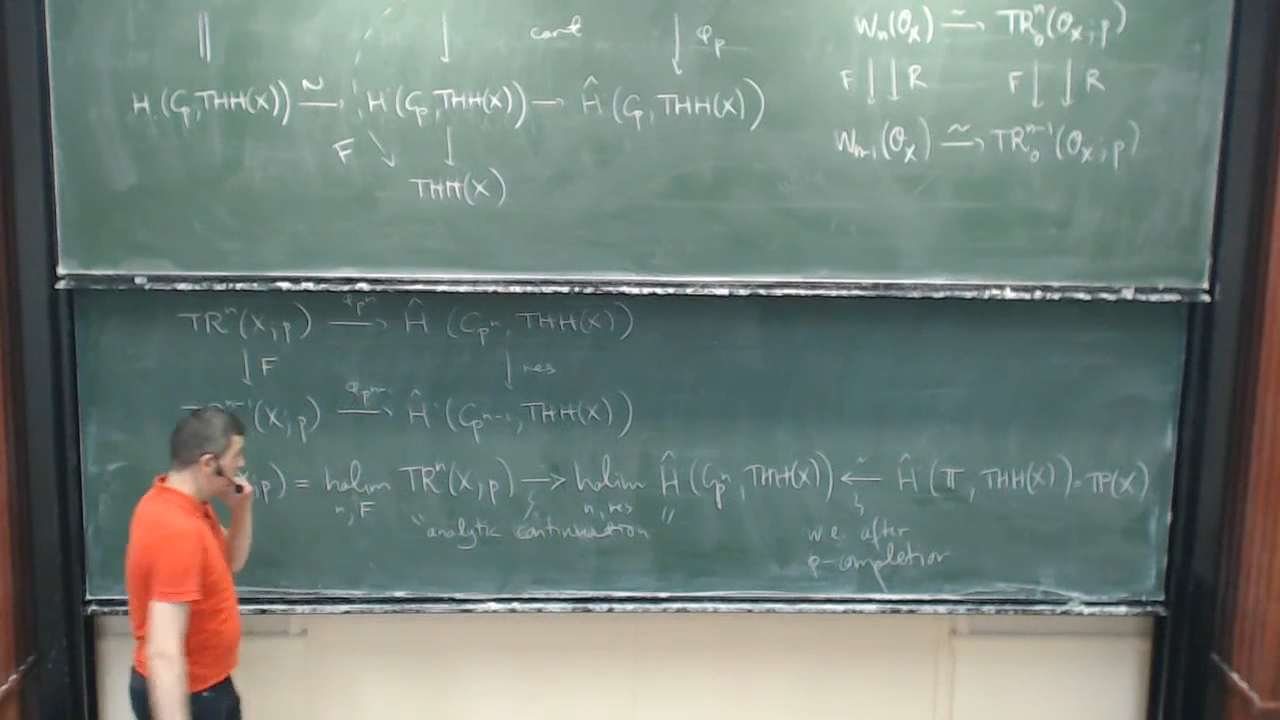 ‖ ↓ cart ↓ φ_p
H.(C_p, THH(X)) ⥲ H˙(C_p, THH(X)) → Ĥ˙(C_p, THH(X))
F ↘ ↓
THH(X)
W_n(O_X) ⥲ TR^n_0(O_X; p)
F ↓↓ R F ↓↓ R
W_{n-1}(O_X) ⥲ TR^{n-1}_0(O_X; p)
TR^n(X; p) —φ_{p^n}→ Ĥ˙(C_{p^n}, THH(X))
↓ F ↓ res
(X; p) —→ Ĥ˙(C_{p^{n-1}}, THH(X))
; p) = holim TR^n(X; p) → holim Ĥ˙(C_{p^n}, THH(X)) ⥳ Ĥ˙(𝕋, THH(X)) = TP(X)
n, F n, res
"analytic continuation" w.e. after
p-completion